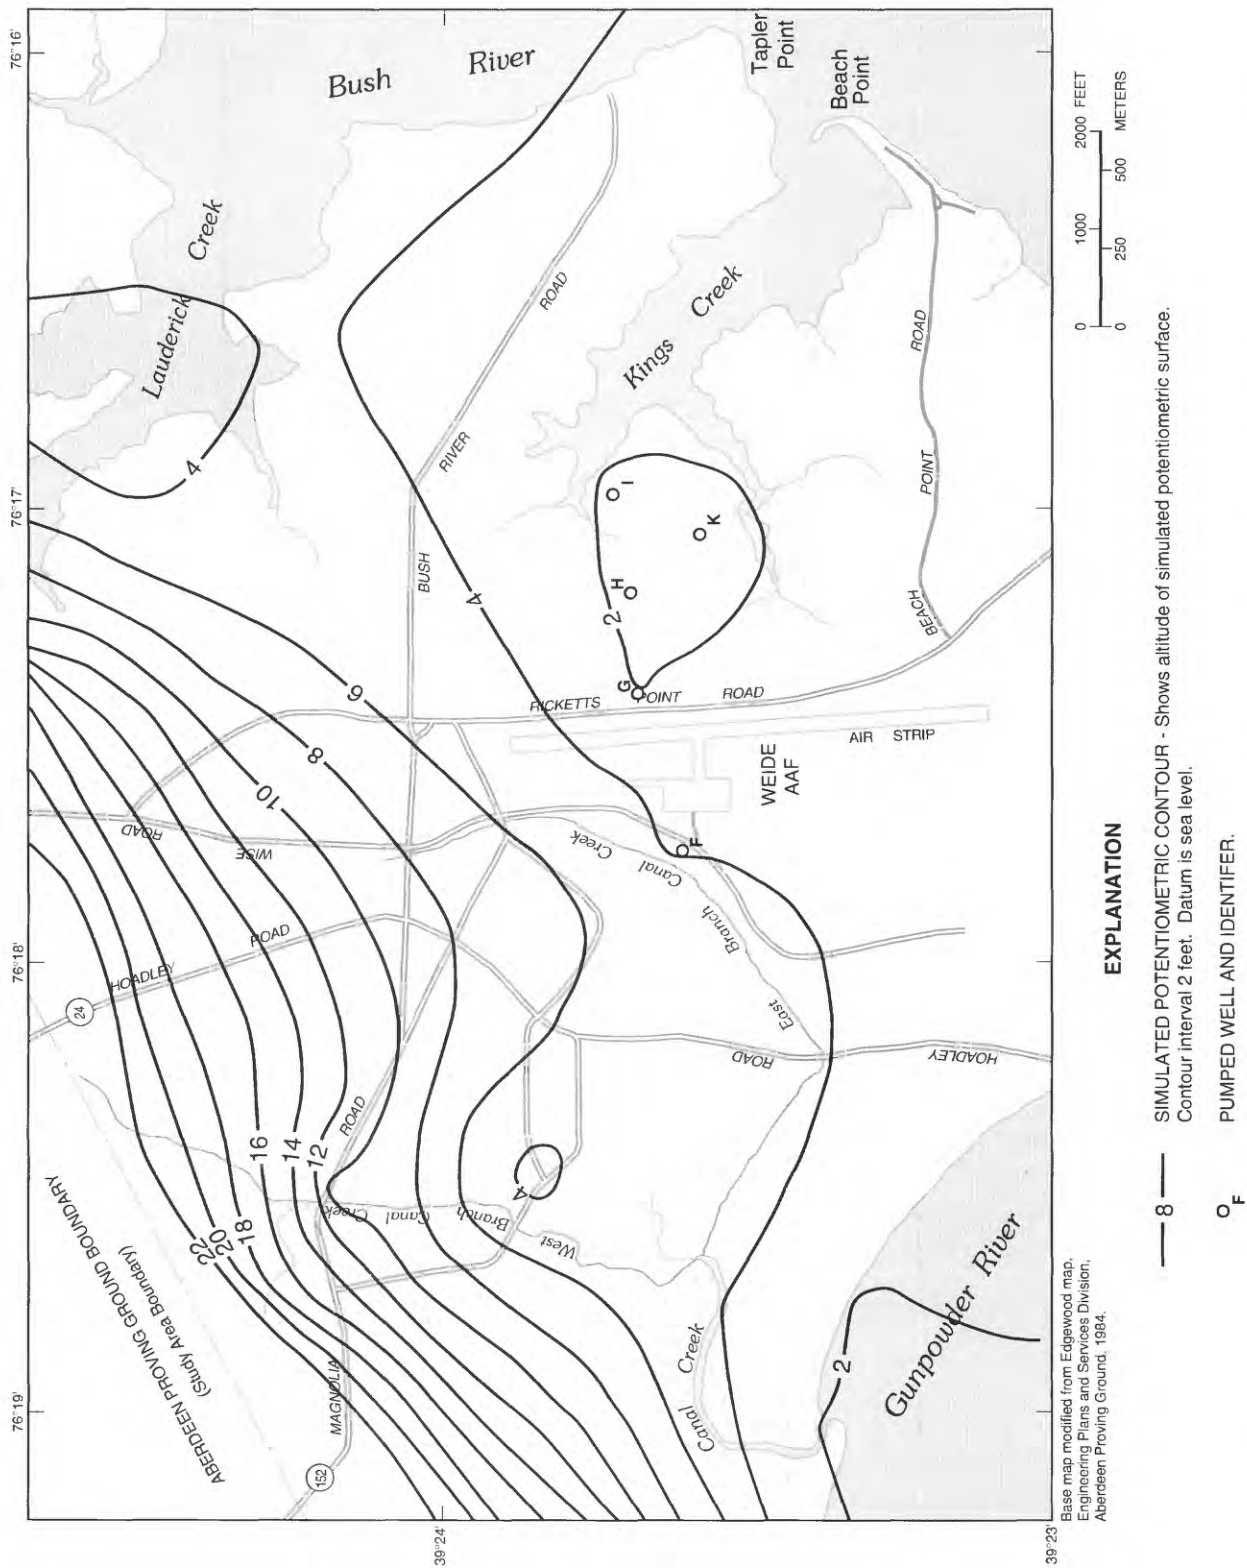 76°16'
76°17'
76°18'
76°19'
39°24'
39°23'
Bush
River
Lauderick
Creek
Tapler
Point
Beach
Point
Kings
Creek
BUSH
RIVER
ROAD
BEACH
POINT
ROAD
RICKETTS
POINT
ROAD
AIR STRIP
WEIDE
AAF
ROAD
WISE
HOADLEY
ROAD
24
ROAD
HOADLEY
East
Branch
Canal
Creek
West
Branch
Canal
Creek
MAGNOLIA
ROAD
152
ABERDEEN PROVING GROUND BOUNDARY
(Study Area Boundary)
Canal
Creek
Gunpowder River
4
4
2
6
8
10
12
14
16
18
20
22
4
2
G
H
I
K
F
0 1000 2000 FEET
0 250 500 METERS
Base map modified from Edgewood map,
Engineering Plans and Services Division,
Aberdeen Proving Ground, 1984.
EXPLANATION
8 SIMULATED POTENTIOMETRIC CONTOUR - Shows altitude of simulated potentiometric surface.
Contour interval 2 feet. Datum is sea level.
F PUMPED WELL AND IDENTIFER.